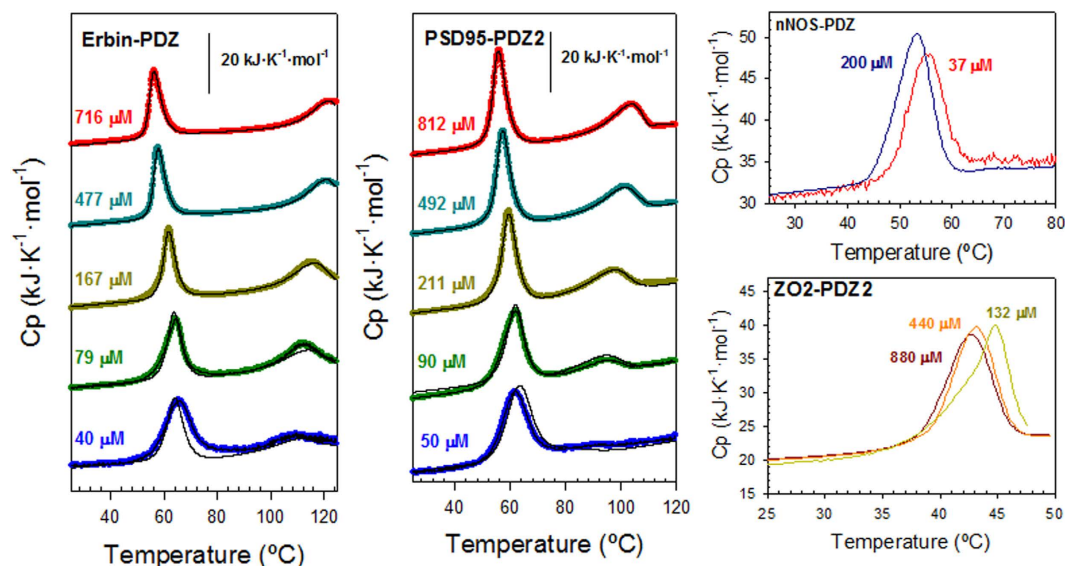 Erbin-PDZ
20 kJ·K⁻¹·mol⁻¹
716 µM
477 µM
167 µM
79 µM
40 µM
Cp (kJ·K⁻¹·mol⁻¹)
40 60 80 100 120
Temperature (ºC)
PSD95-PDZ2
20 kJ·K⁻¹·mol⁻¹
812 µM
492 µM
211 µM
90 µM
50 µM
Cp (kJ·K⁻¹·mol⁻¹)
40 60 80 100 120
Temperature (ºC)
nNOS-PDZ
200 µM
37 µM
Cp (kJ·K⁻¹·mol⁻¹)
50
45
40
35
30
30 40 50 60 70 80
Temperature (ºC)
ZO2-PDZ2
440 µM
132 µM
880 µM
Cp (kJ·K⁻¹·mol⁻¹)
45
40
35
30
25
20
15
25 30 35 40 45 50
Temperature (ºC)